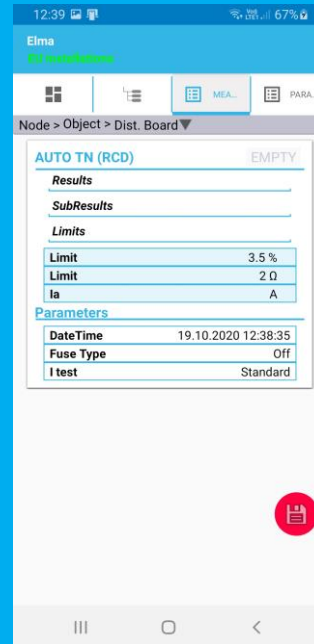 12:39 67%
Elma
EU Installations
MEA... PARA.
Node > Object > Dist. Board
AUTO TN (RCD) EMPTY
Results
SubResults
Limits
Limit 3.5 %
Limit 2 Ω
Ia A
Parameters
DateTime 19.10.2020 12:38:35
Fuse Type Off
I test Standard